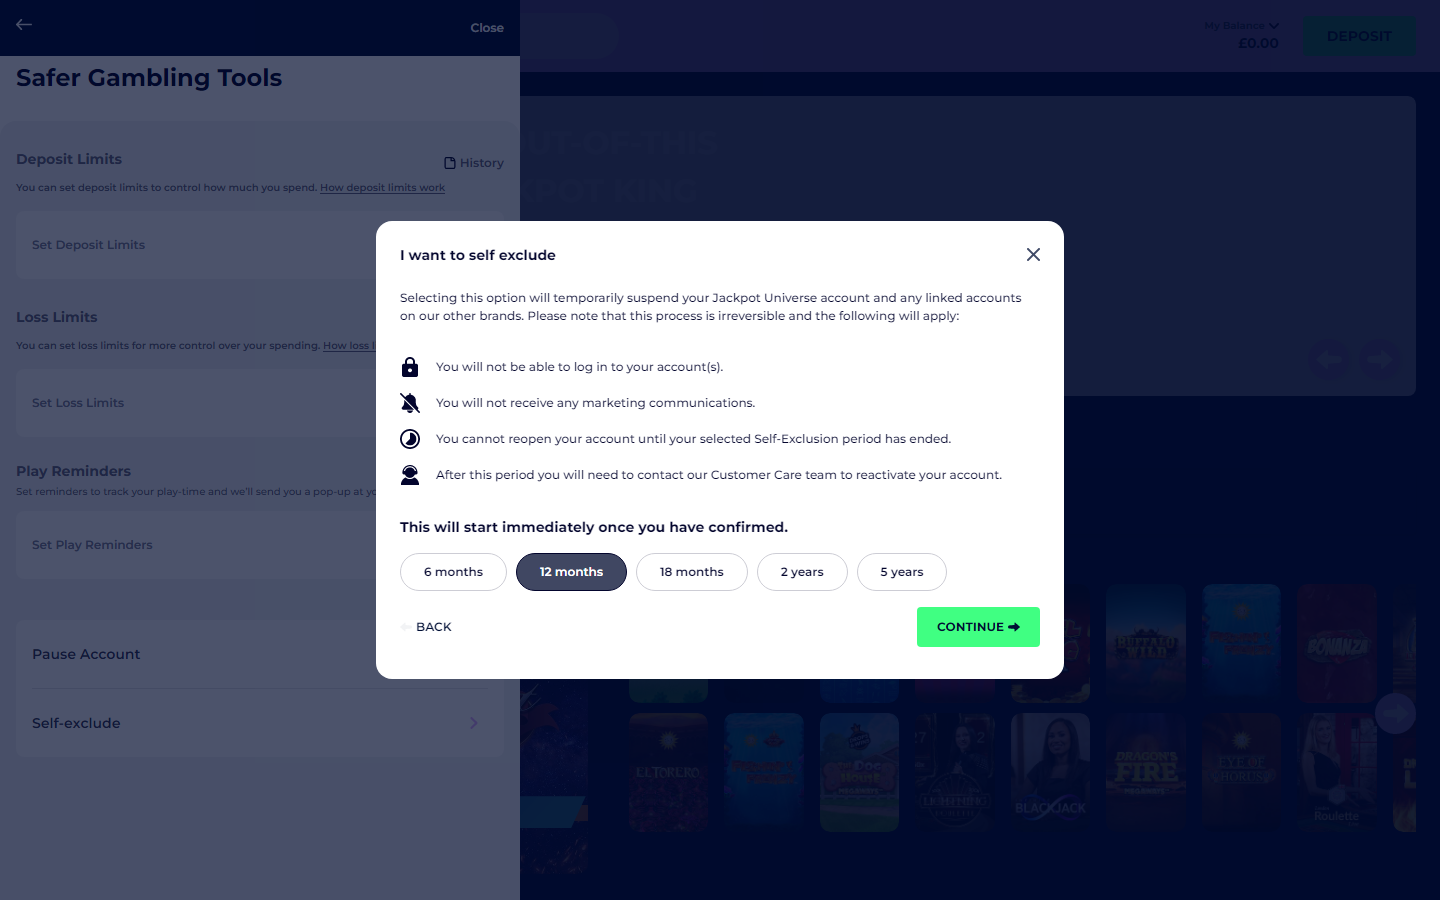 Close
My Balance
£0.00
DEPOSIT
Safer Gambling Tools
UT-OF-THIS
KPOT KING
Deposit Limits
History
You can set deposit limits to control how much you spend. How deposit limits work
Set Deposit Limits
Loss Limits
You can set loss limits for more control over your spending. How loss l
Set Loss Limits
Play Reminders
Set reminders to track your play-time and we'll send you a pop-up at yo
Set Play Reminders
Pause Account
Self-exclude
I want to self exclude
Selecting this option will temporarily suspend your Jackpot Universe account and any linked accounts
on our other brands. Please note that this process is irreversible and the following will apply:
You will not be able to log in to your account(s).
You will not receive any marketing communications.
You cannot reopen your account until your selected Self-Exclusion period has ended.
After this period you will need to contact our Customer Care team to reactivate your account.
This will start immediately once you have confirmed.
6 months
12 months
18 months
2 years
5 years
BACK
CONTINUE
BUFFALO
WILD
BONANZA
EL TORERO
Dog
House
LIGHTNING
BLACKJACK
DRAGON'S
FIRE
EYE OF
HORUS
Roulette